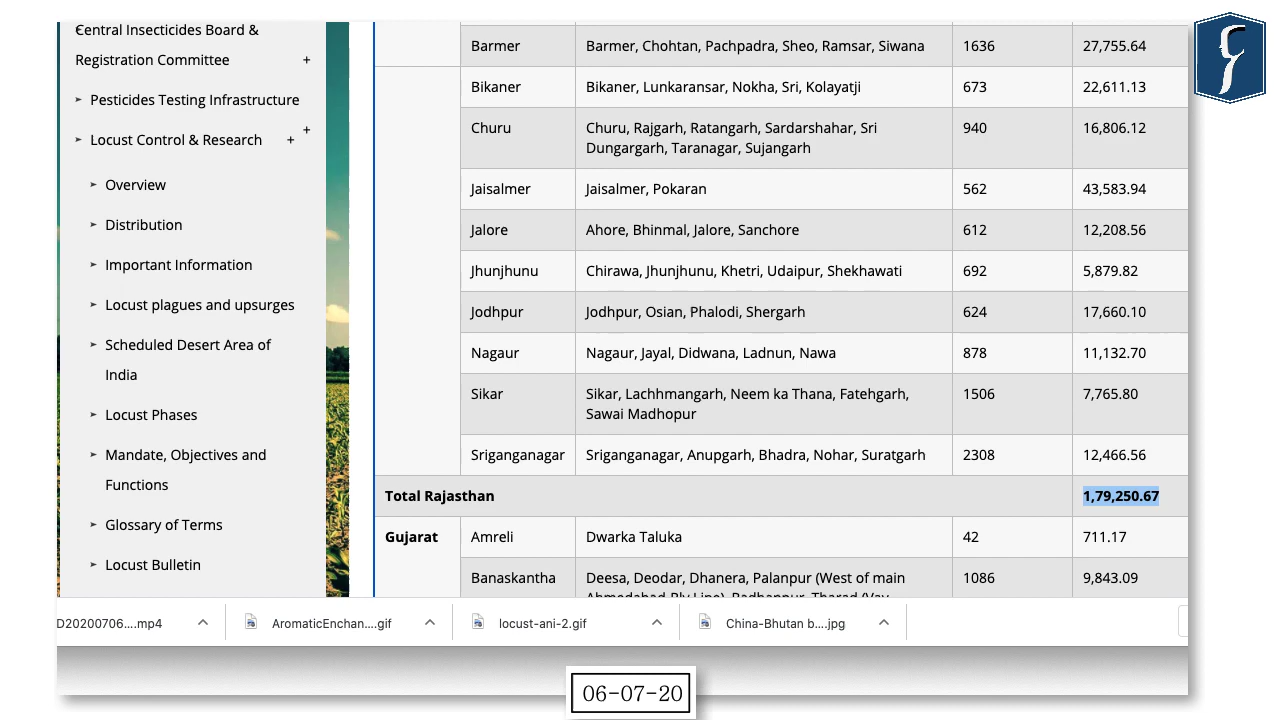 Central Insecticides Board &
Registration Committee +
Pesticides Testing Infrastructure +
Locust Control & Research +
Overview
Distribution
Important Information
Locust plagues and upsurges
Scheduled Desert Area of
India
Locust Phases
Mandate, Objectives and
Functions
Glossary of Terms
Locust Bulletin
Barmer Barmer, Chohtan, Pachpadra, Sheo, Ramsar, Siwana 1636 27,755.64
Bikaner Bikaner, Lunkaransar, Nokha, Sri, Kolayatji 673 22,611.13
Churu Churu, Rajgarh, Ratangarh, Sardarshahar, Sri 940 16,806.12
Dungargarh, Taranagar, Sujangarh
Jaisalmer Jaisalmer, Pokaran 562 43,583.94
Jalore Ahore, Bhinmal, Jalore, Sanchore 612 12,208.56
Jhunjhunu Chirawa, Jhunjhunu, Khetri, Udaipur, Shekhawati 692 5,879.82
Jodhpur Jodhpur, Osian, Phalodi, Shergarh 624 17,660.10
Nagaur Nagaur, Jayal, Didwana, Ladnun, Nawa 878 11,132.70
Sikar Sikar, Lachhmangarh, Neem ka Thana, Fatehgarh, 1506 7,765.80
Sawai Madhopur
Sriganganagar Sriganganagar, Anupgarh, Bhadra, Nohar, Suratgarh 2308 12,466.56
Total Rajasthan 1,79,250.67
Gujarat Amreli Dwarka Taluka 42 711.17
Banaskantha Deesa, Deodar, Dhanera, Palanpur (West of main 1086 9,843.09
D20200706....mp4 AromaticEnchan....gif locust-ani-2.gif China-Bhutan b....jpg
06-07-20